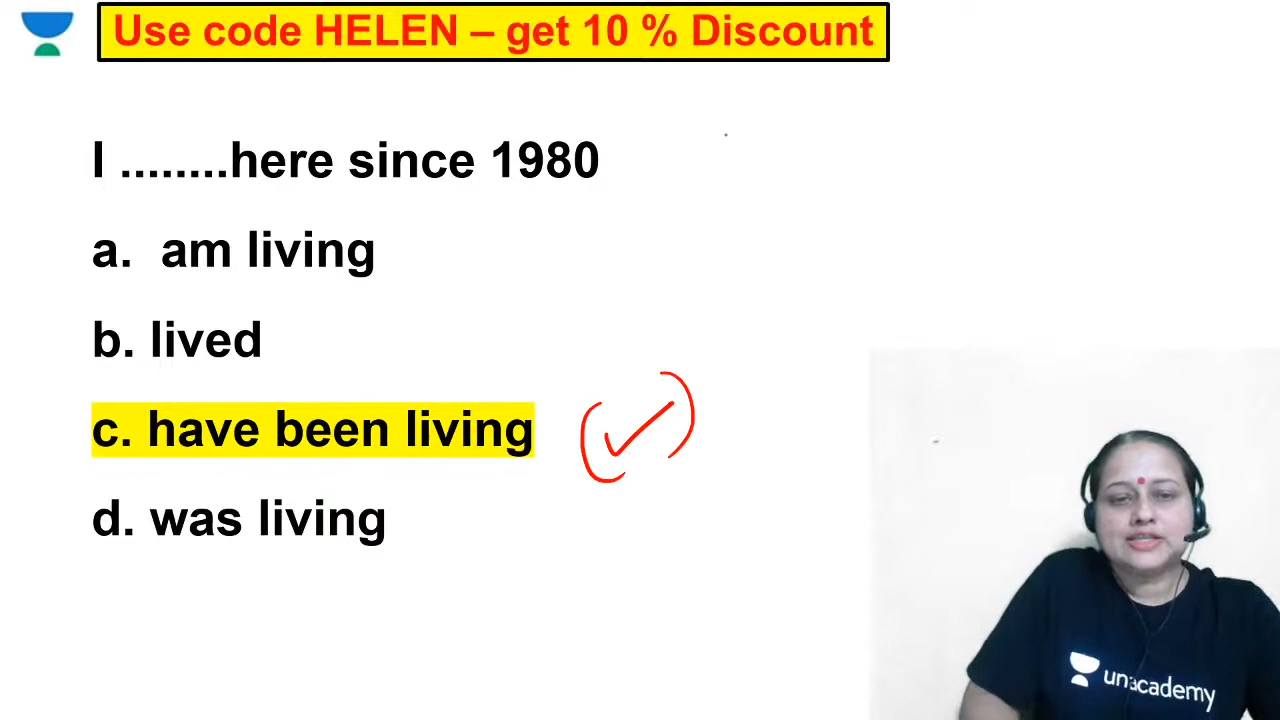 Use code HELEN – get 10 % Discount
I ........here since 1980
a. am living
b. lived
c. have been living
d. was living
unacademy